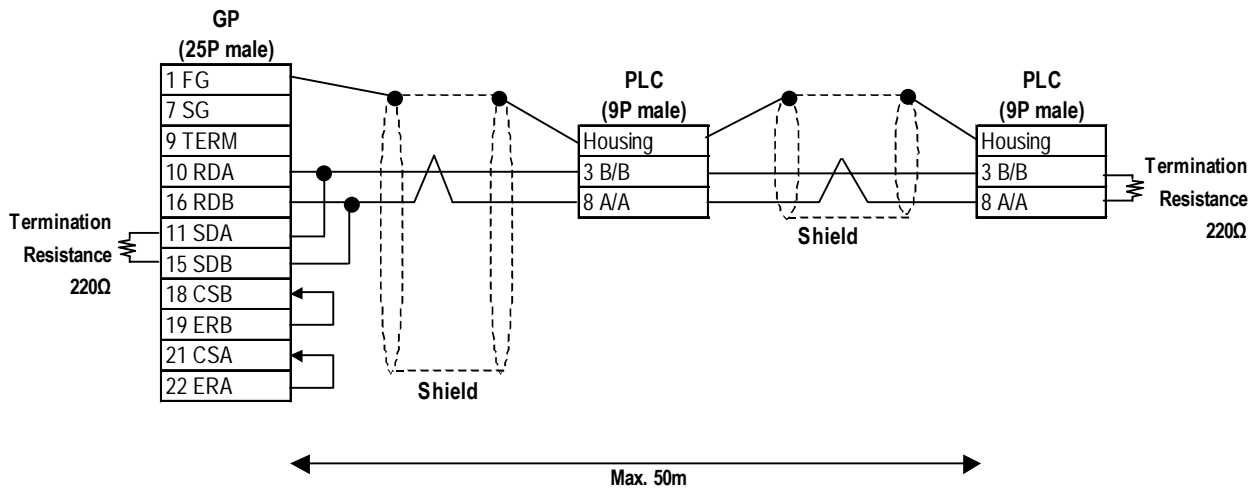 GP
(25P male)
1 FG
7 SG
9 TERM
10 RDA
16 RDB
11 SDA
15 SDB
18 CSB
19 ERB
21 CSA
22 ERA
Termination
Resistance
220Ω
Shield
PLC
(9P male)
Housing
3 B/B
8 A/A
Shield
PLC
(9P male)
Housing
3 B/B
8 A/A
Termination
Resistance
220Ω
Max. 50m